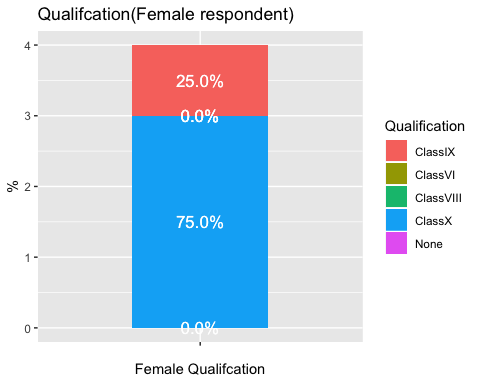 Qualifcation(Female respondent)
4
3
2
1
0
%
25.0%
0.0%
75.0%
0.0%
Female Qualifcation
Qualification
ClassIX
ClassVI
ClassVIII
ClassX
None